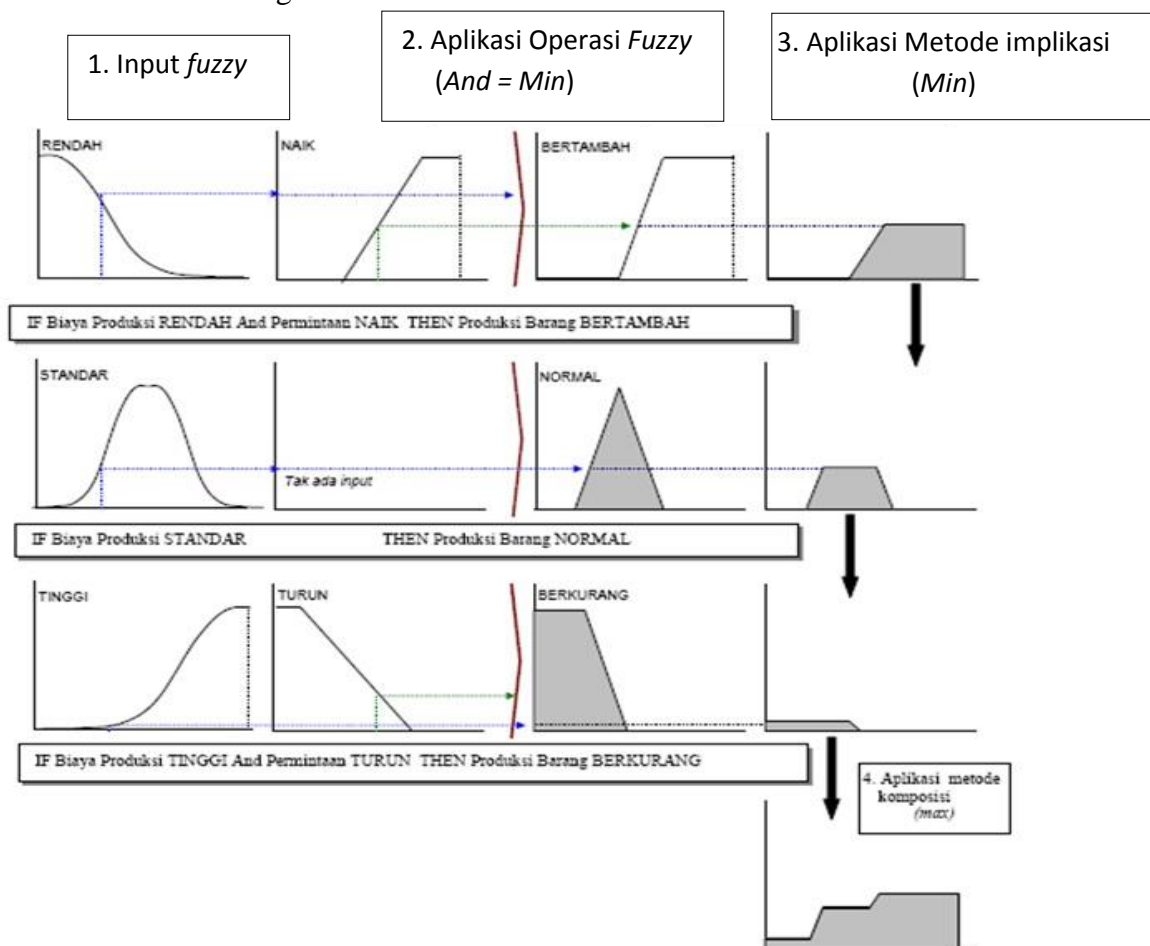 1. Input fuzzy
2. Aplikasi Operasi Fuzzy
(And = Min)
3. Aplikasi Metode implikasi
(Min)
RENDAH
NAIK
BERTAMBAH
IF Biaya Produksi RENDAH And Permintaan NAIK THEN Produksi Barang BERTAMBAH
STANDAR
Tak ada input
NORMAL
IF Biaya Produksi STANDAR THEN Produksi Barang NORMAL
TINGGI
TURUN
BERKURANG
IF Biaya Produksi TINGGI And Permintaan TURUN THEN Produksi Barang BERKURANG
4. Aplikasi metode
komposisi
(max)